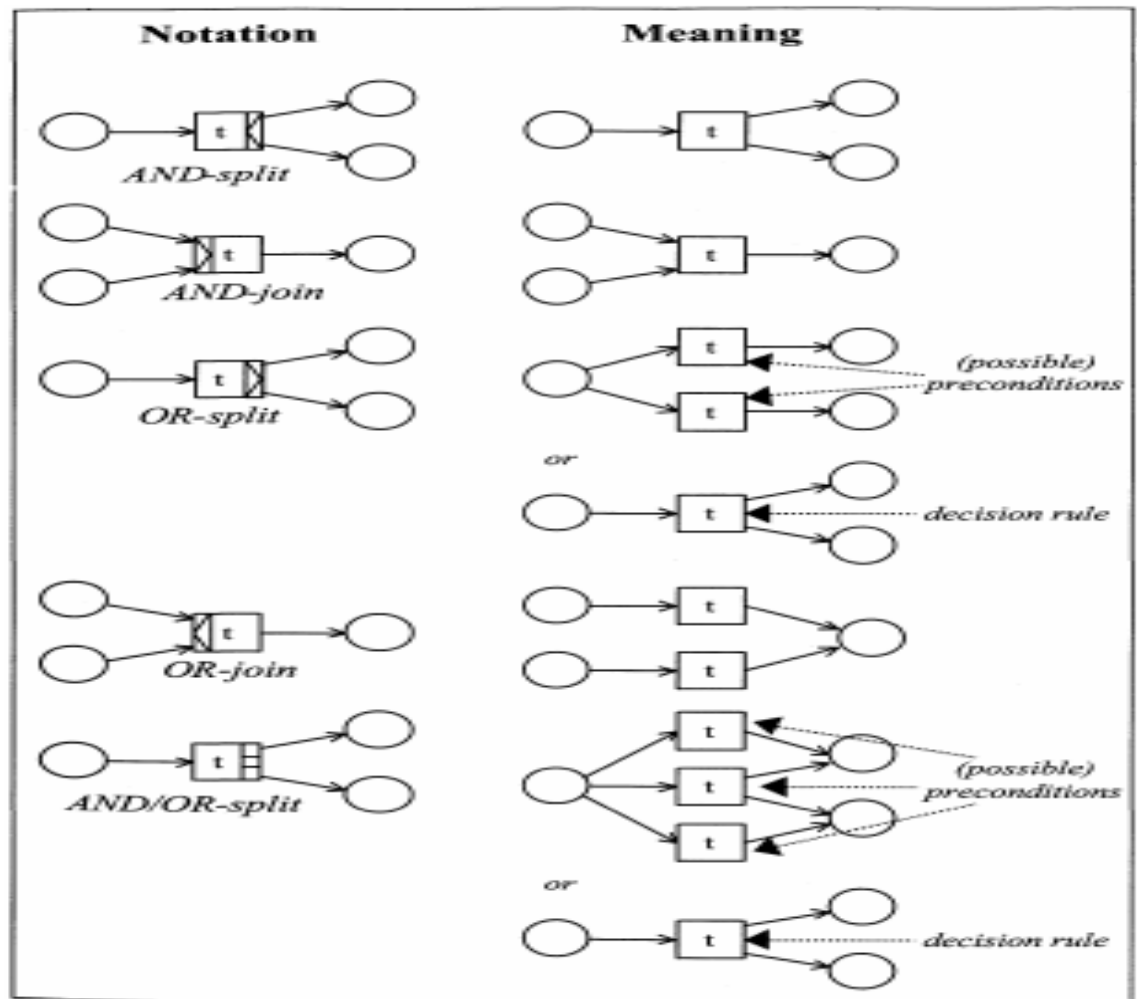 Notation Meaning
t t
AND-split
t t
AND-join
t
t (possible)
preconditions
t
OR-split
or
t decision rule
t
t
t
OR-join
t
t
t (possible)
preconditions
AND/OR-split
t
or
t decision rule